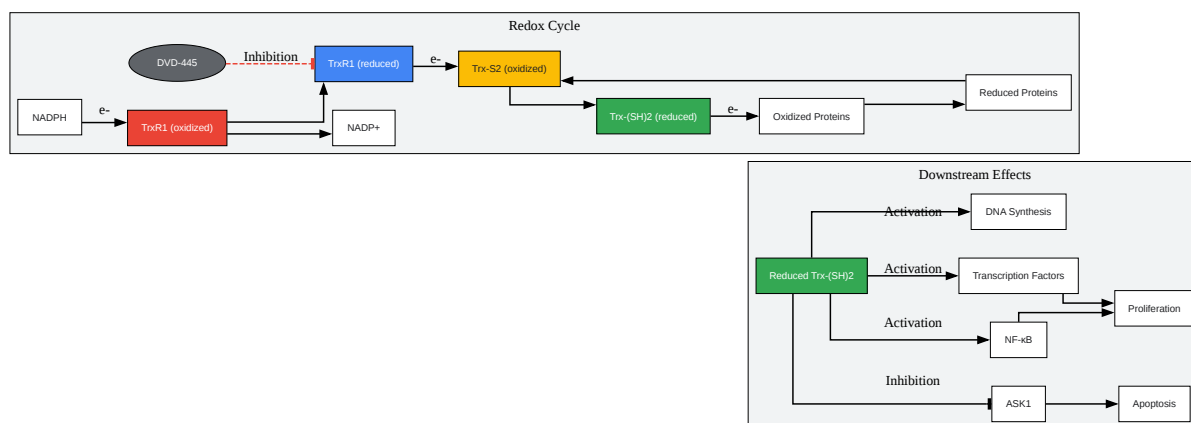 Redox Cycle
DVD-445
Inhibition
TrxR1 (reduced)
e-
Trx-S2 (oxidized)
Reduced Proteins
NADPH
e-
TrxR1 (oxidized)
NADP+
Trx-(SH)2 (reduced)
e-
Oxidized Proteins
Downstream Effects
Activation
DNA Synthesis
Reduced Trx-(SH)2
Activation
Transcription Factors
Proliferation
Activation
NF-κB
Inhibition
ASK1
Apoptosis